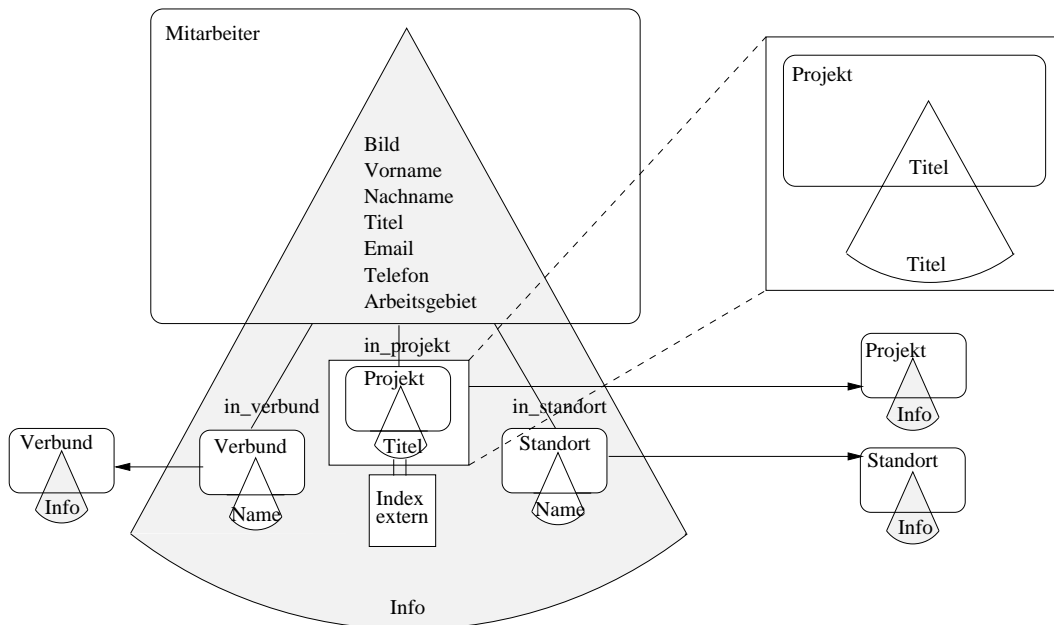 Mitarbeiter
Bild
Vorname
Nachname
Titel
Email
Telefon
Arbeitsgebiet
Projekt
Titel
Titel
in_projekt
Projekt
Titel
in_verbund
Verbund
Name
in_standort
Standort
Name
Index
extern
Verbund
Info
Projekt
Info
Standort
Info
Info